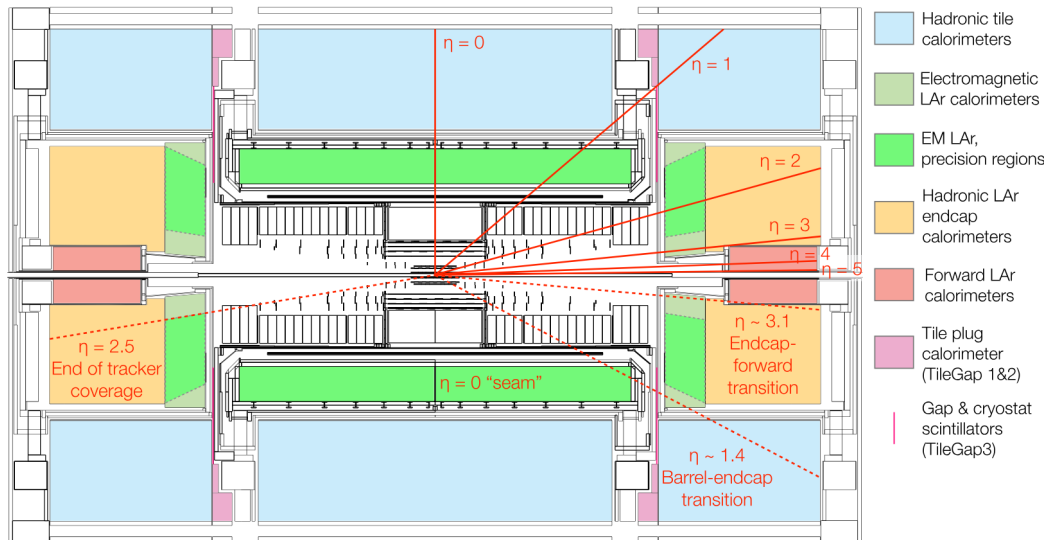 η = 0
η = 1
η = 2
η = 3
η = 4
η = 5
η = 2.5
End of tracker
coverage
η = 0 “seam”
η ~ 3.1
Endcap-
forward
transition
η ~ 1.4
Barrel-endcap
transition
Hadronic tile
calorimeters
Electromagnetic
LAr calorimeters
EM LAr,
precision regions
Hadronic LAr
endcap
calorimeters
Forward LAr
calorimeters
Tile plug
calorimeter
(TileGap 1&2)
Gap & cryostat
scintillators
(TileGap3)